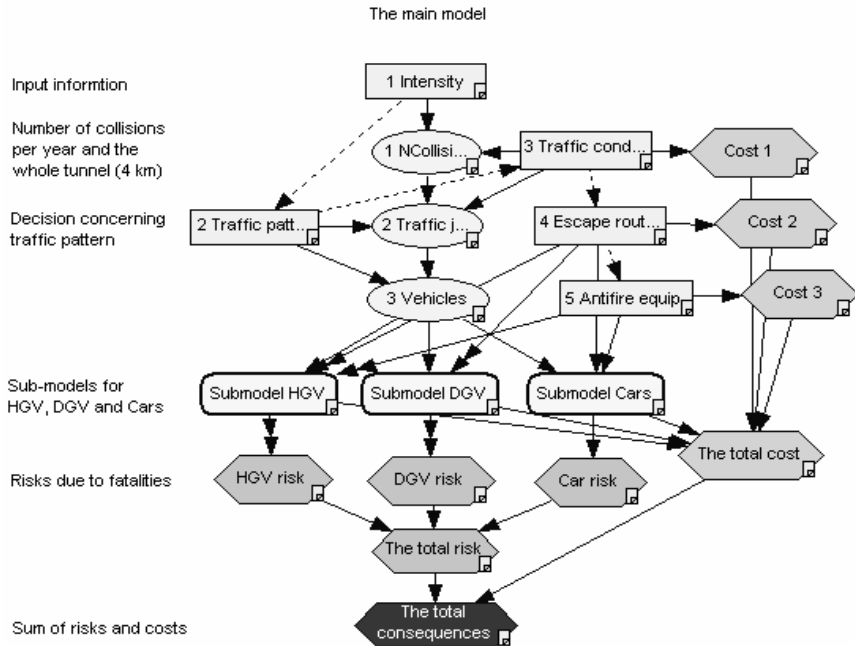 The main model
Input informtion
1 Intensity
Number of collisions
per year and the
whole tunnel (4 km)
1 NCollisi...
3 Traffic cond...
Cost 1
Decision concerning
traffic pattern
2 Traffic patt...
2 Traffic j...
4 Escape rout...
Cost 2
3 Vehicles
5 Antifire equip
Cost 3
Sub-models for
HGV, DGV and Cars
Submodel HGV
Submodel DGV
Submodel Cars
The total cost
Risks due to fatalities
HGV risk
DGV risk
Car risk
The total risk
Sum of risks and costs
The total
consequences